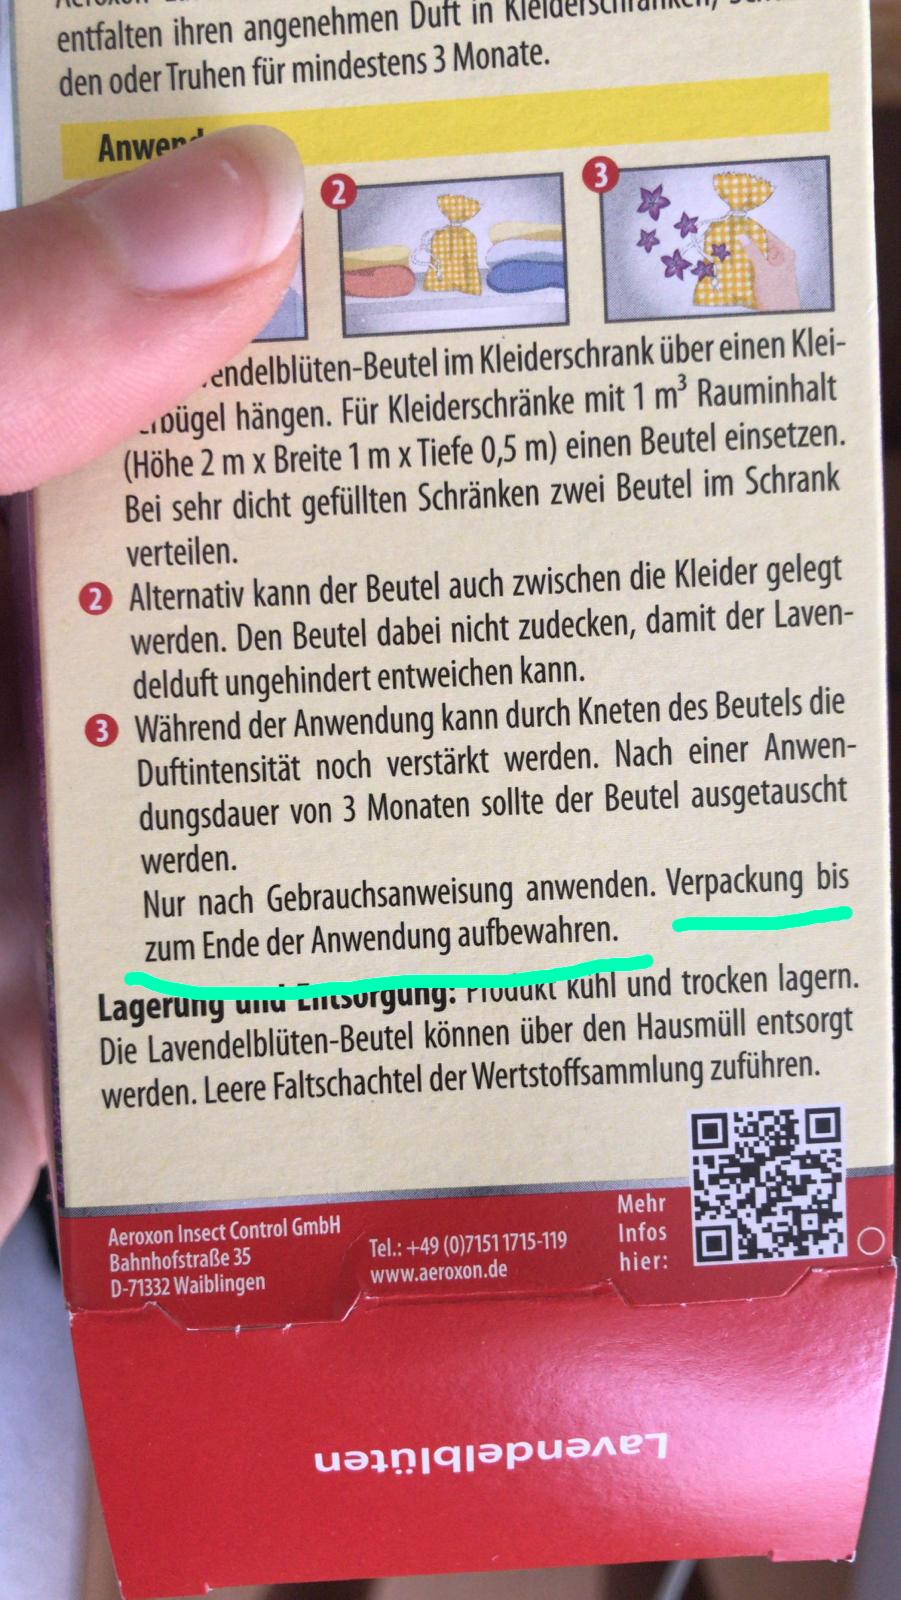 entfalten ihren angenehmen Duft in Kleiderschränken,
den oder Truhen für mindestens 3 Monate.
2
3
-Beutel im Kleiderschrank über einen Klei-
hängen. Für Kleiderschränke mit 1 m³ Rauminhalt
(Höhe 2 m x Breite 1 m x Tiefe 0,5 m) einen Beutel einsetzen.
Bei sehr dicht gefüllten Schränken zwei Beutel im Schrank
verteilen.
2 Alternativ kann der Beutel auch zwischen die Kleider gelegt
werden. Den Beutel dabei nicht zudecken, damit der Laven-
delduft ungehindert entweichen kann.
3 Während der Anwendung kann durch Kneten des Beutels die
Duftintensität noch verstärkt werden. Nach einer Anwen-
dungsdauer von 3 Monaten sollte der Beutel ausgetauscht
werden.
Nur nach Gebrauchsanweisung anwenden. Verpackung bis
zum Ende der Anwendung aufbewahren.
Lagerung und Entsorgung: Produkt kühl und trocken lagern.
Die Lavendelblüten-Beutel können über den Hausmüll entsorgt
werden. Leere Faltschachtel der Wertstoffsammlung zuführen.
Aeroxon Insect Control GmbH
Bahnhofstraße 35
D-71332 Waiblingen
Tel.: +49 (0)7151 1715-119
www.aeroxon.de
Mehr
Infos
hier:
Lavendelblüten